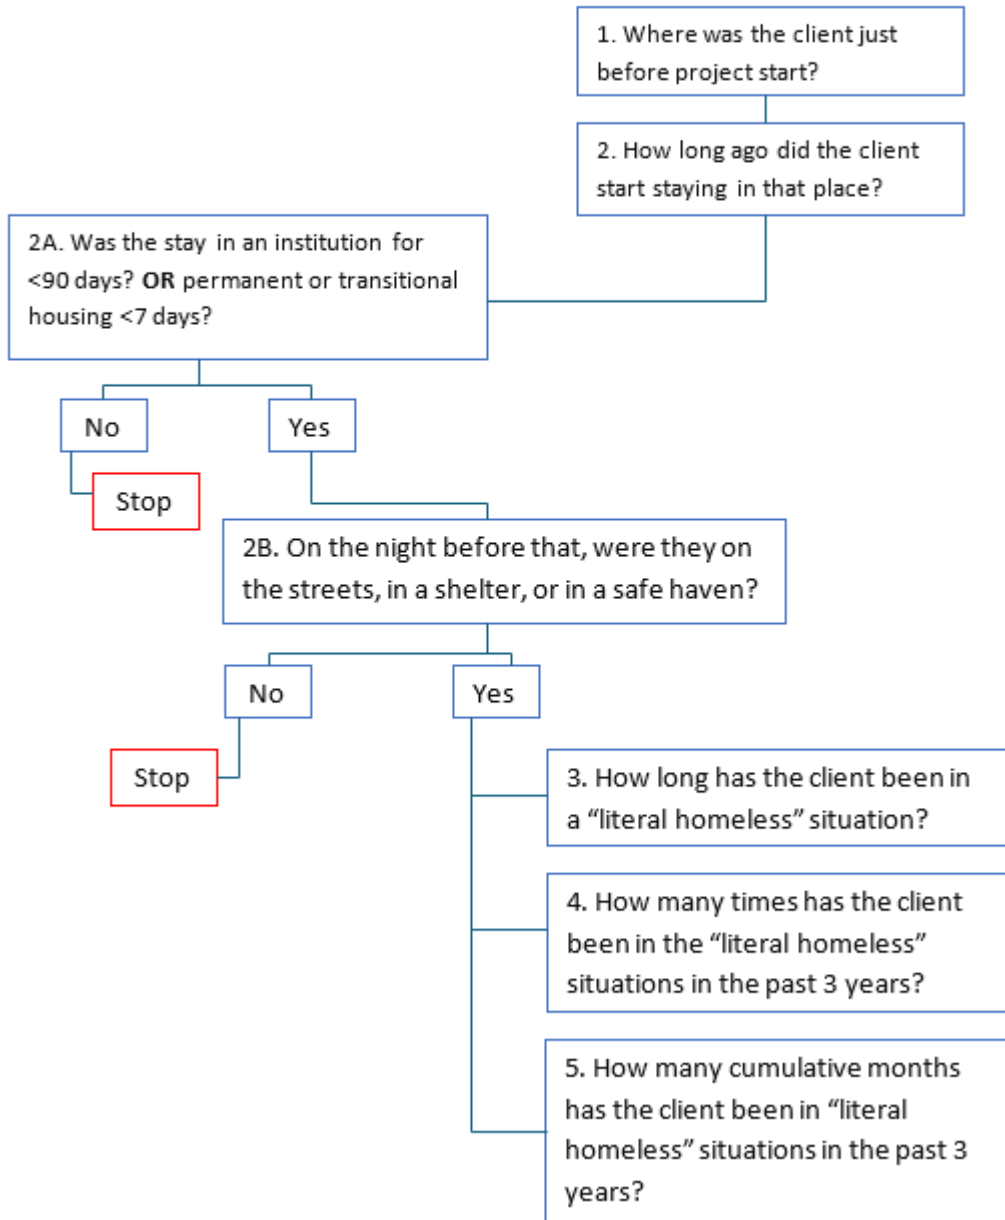 1. Where was the client just
before project start?
2. How long ago did the client
start staying in that place?
2A. Was the stay in an institution for
<90 days? OR permanent or transitional
housing <7 days?
No
Yes
Stop
2B. On the night before that, were they on
the streets, in a shelter, or in a safe haven?
No
Yes
Stop
3. How long has the client been in
a “literal homeless” situation?
4. How many times has the client
been in the “literal homeless”
situations in the past 3 years?
5. How many cumulative months
has the client been in “literal
homeless” situations in the past 3
years?